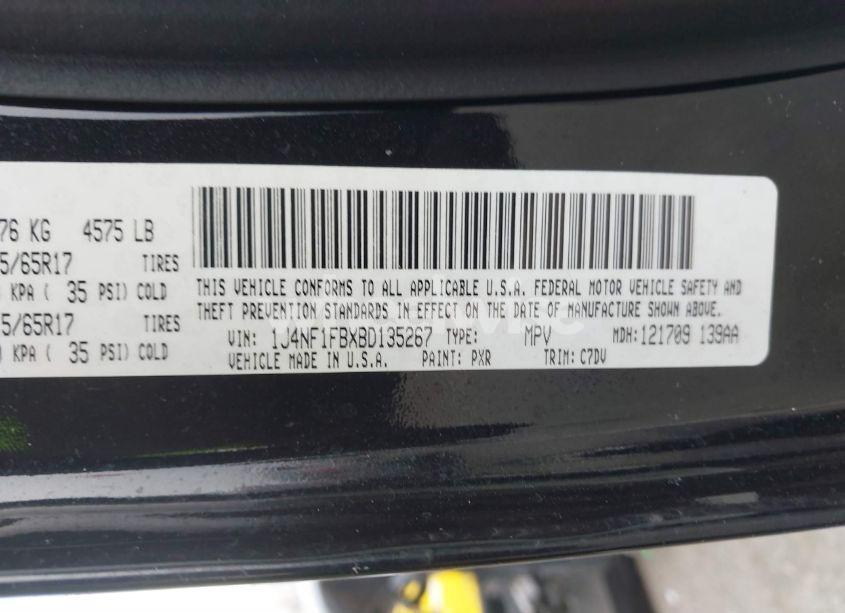 76 KG 4575 LB
5/65R17 TIRES
KPA ( 35 PSI) COLD
5/65R17 TIRES
KPA ( 35 PSI) COLD
THIS VEHICLE CONFORMS TO ALL APPLICABLE U.S.A. FEDERAL MOTOR VEHICLE SAFETY AND
THEFT PREVENTION STANDARDS IN EFFECT ON THE DATE OF MANUFACTURE SHOWN ABOVE.
VIN: 1J4NF1FBXBD135267 TYPE: MPV MDH: 121709 139AA
VEHICLE MADE IN U.S.A. PAINT: PXR TRIM: C7DV